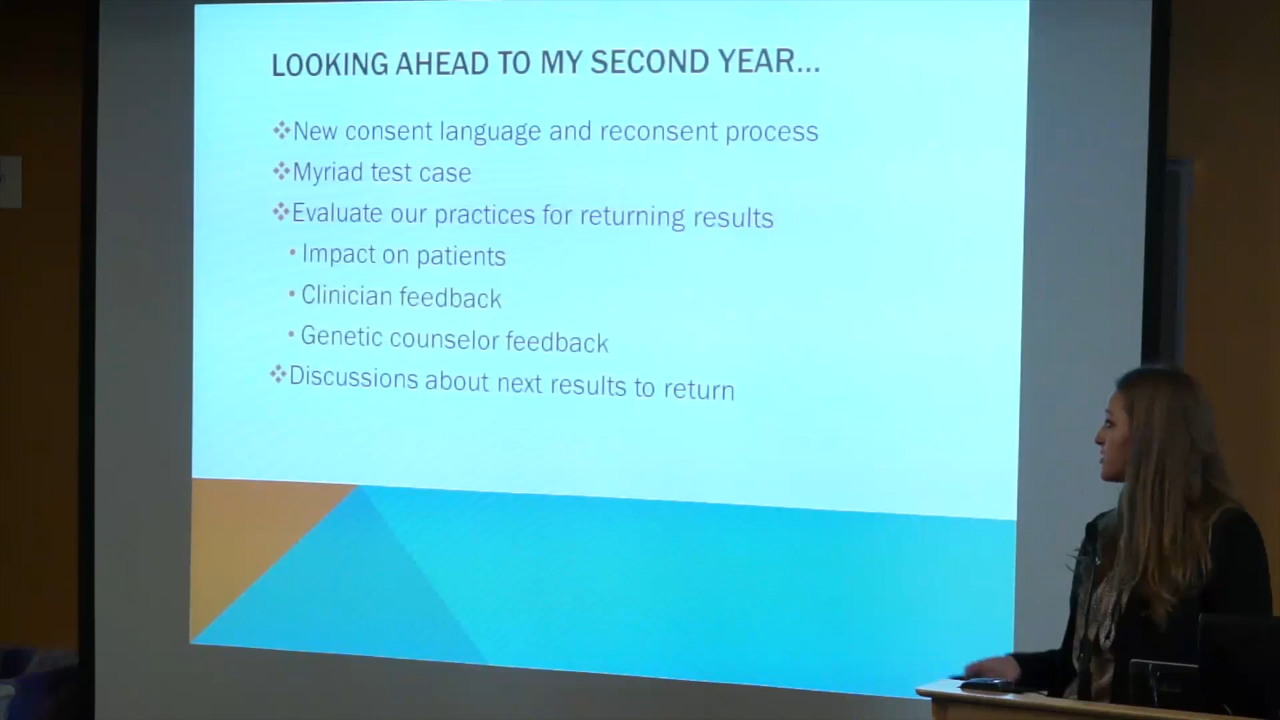 LOOKING AHEAD TO MY SECOND YEAR...
❖New consent language and reconsent process
❖Myriad test case
❖Evaluate our practices for returning results
• Impact on patients
• Clinician feedback
• Genetic counselor feedback
❖Discussions about next results to return